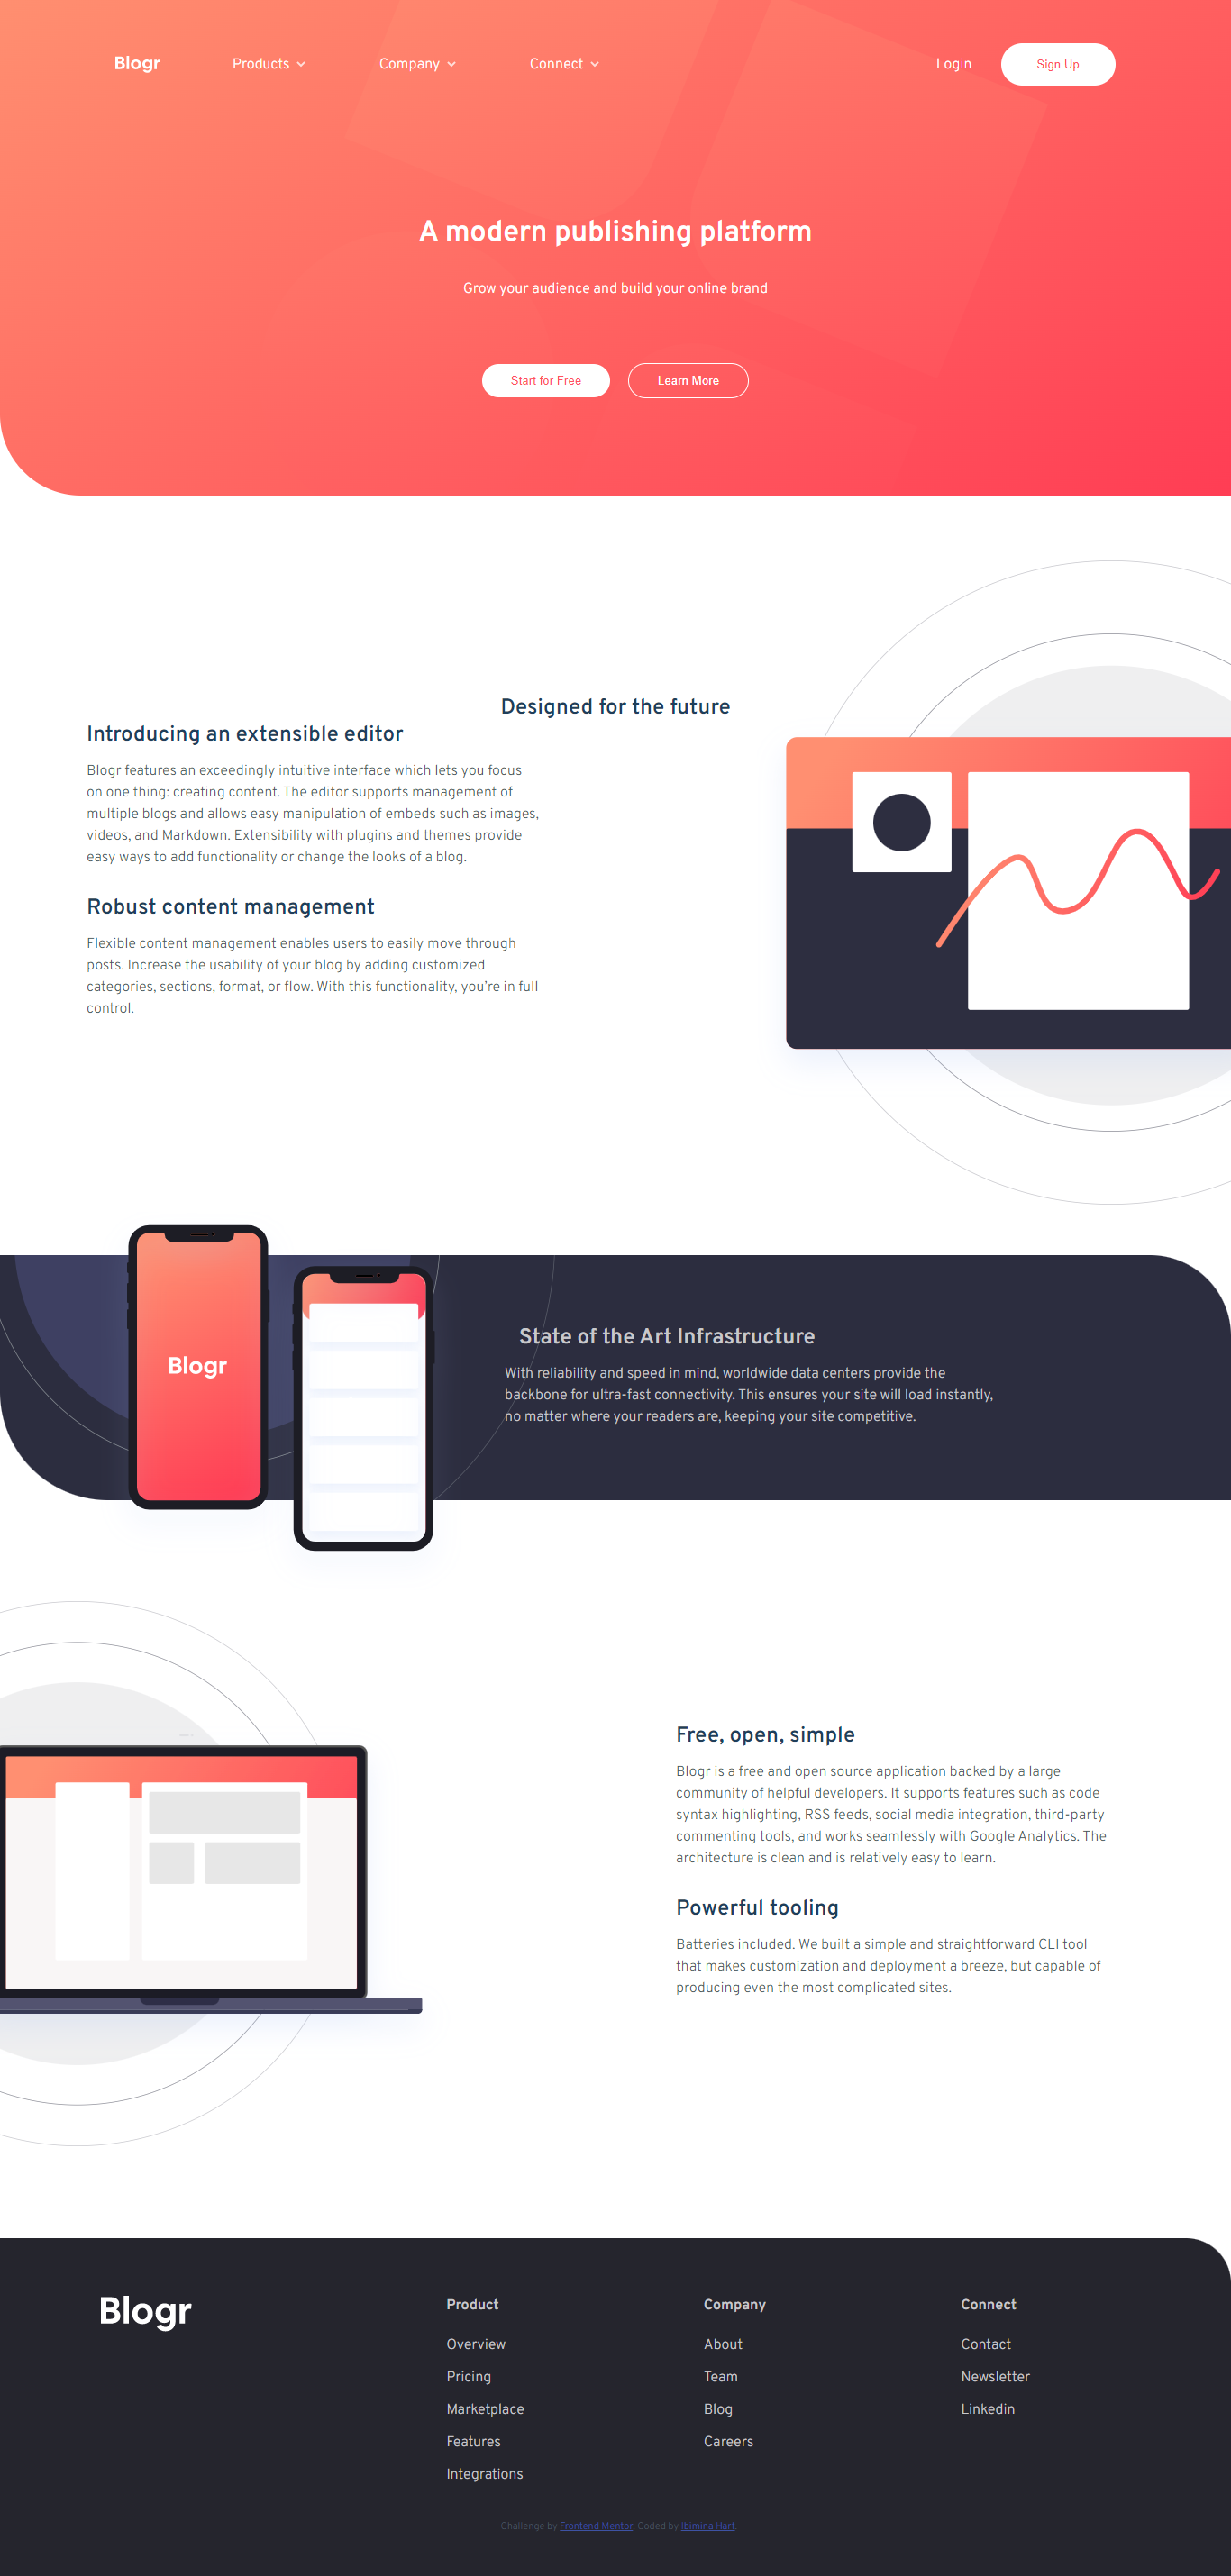 Blogr
Products
Company
Connect
Login
Sign Up
A modern publishing platform
Grow your audience and build your online brand
Start for Free
Learn More
Designed for the future
Introducing an extensible editor
Blogr features an exceedingly intuitive interface which lets you focus
on one thing: creating content. The editor supports management of
multiple blogs and allows easy manipulation of embeds such as images,
videos, and Markdown. Extensibility with plugins and themes provide
easy ways to add functionality or change the looks of a blog.
Robust content management
Flexible content management enables users to easily move through
posts. Increase the usability of your blog by adding customized
categories, sections, format, or flow. With this functionality, you're in full
control.
Blogr
State of the Art Infrastructure
With reliability and speed in mind, worldwide data centers provide the
backbone for ultra-fast connectivity. This ensures your site will load instantly,
no matter where your readers are, keeping your site competitive.
Free, open, simple
Blogr is a free and open source application backed by a large
community of helpful developers. It supports features such as code
syntax highlighting, RSS feeds, social media integration, third-party
commenting tools, and works seamlessly with Google Analytics. The
architecture is clean and is relatively easy to learn.
Powerful tooling
Batteries included. We built a simple and straightforward CLI tool
that makes customization and deployment a breeze, but capable of
producing even the most complicated sites.
Blogr
Product
Overview
Pricing
Marketplace
Features
Integrations
Company
About
Team
Blog
Careers
Connect
Contact
Newsletter
Linkedin
Challenge by Frontend Mentor. Coded by Ibimina Hart.